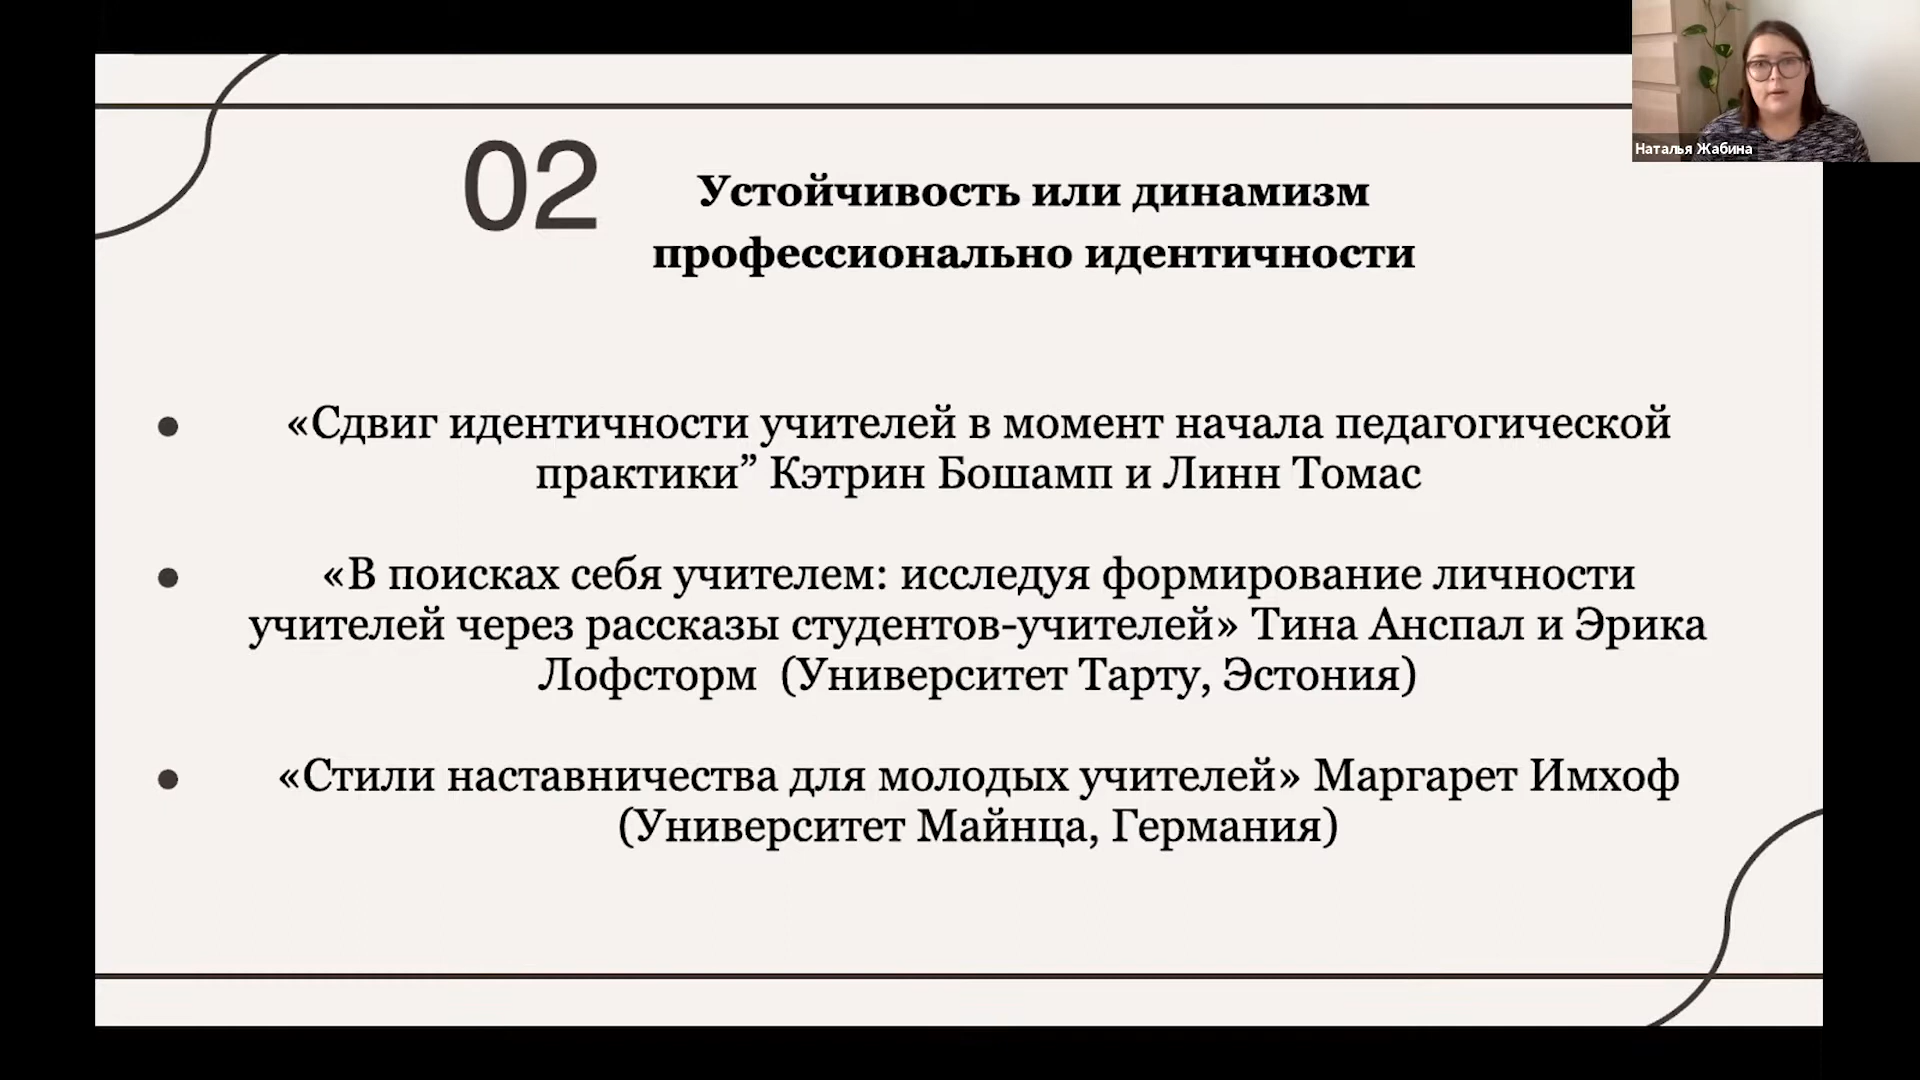 Наталья Жабина
02
Устойчивость или динамизм
профессионально идентичности
«Сдвиг идентичности учителей в момент начала педагогической
практики” Кэтрин Бошамп и Линн Томас
«В поисках себя учителем: исследуя формирование личности
учителей через рассказы студентов-учителей» Тина Анспал и Эрика
Лофсторм (Университет Тарту, Эстония)
«Стили наставничества для молодых учителей» Маргарет Имхоф
(Университет Майнца, Германия)